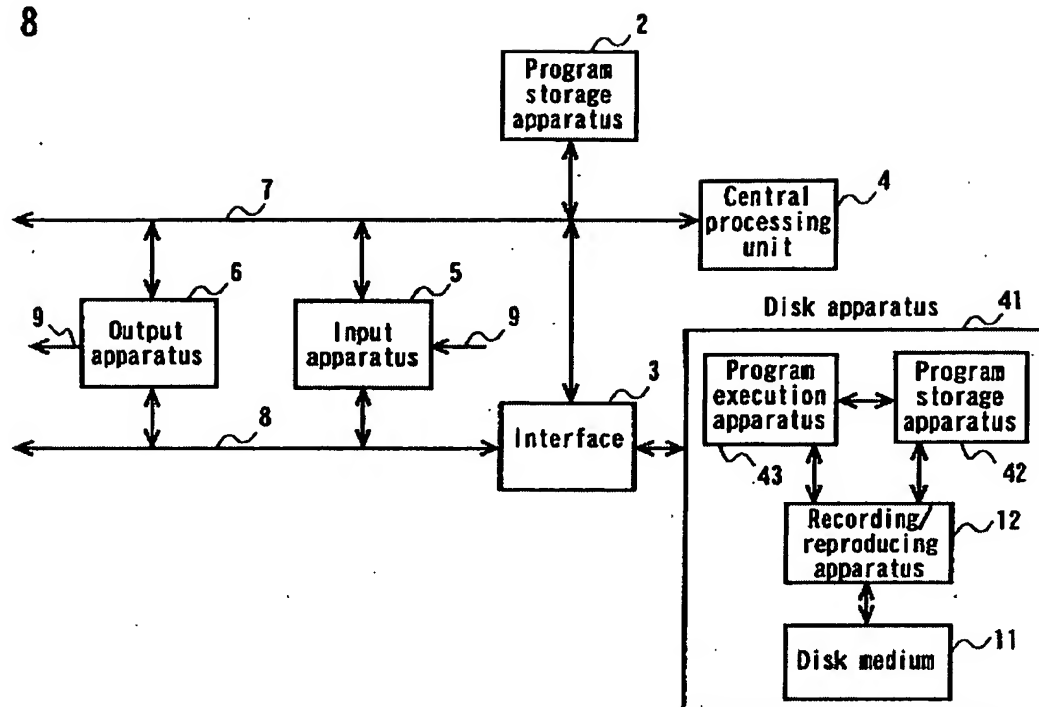 8
2
Program
storage
apparatus
7
4
Central
processing
unit
6
5
9
Output
apparatus
Input
apparatus
9
Disk apparatus
41
3
Program
execution
apparatus
Program
storage
apparatus
8
Interface
43
42
Recording/
reproducing
apparatus
12
Disk medium
11